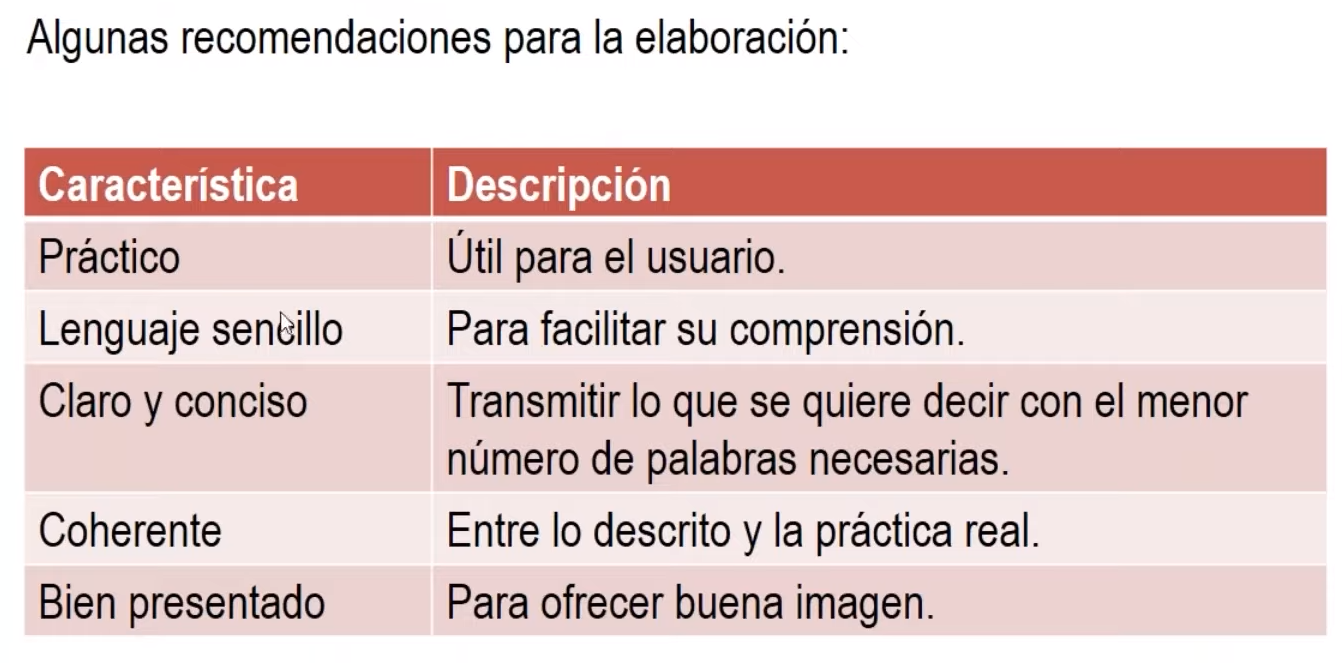 Algunas recomendaciones para la elaboración:
Característica Descripción
Práctico Útil para el usuario.
Lenguaje sencillo Para facilitar su comprensión.
Claro y conciso Transmitir lo que se quiere decir con el menor
número de palabras necesarias.
Coherente Entre lo descrito y la práctica real.
Bien presentado Para ofrecer buena imagen.